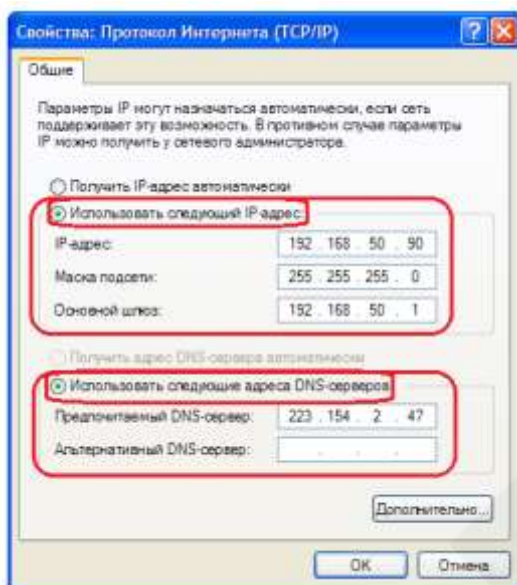 Свойства: Протокол Интернета (TCP/IP)
Общие
Параметры IP могут назначаться автоматически, если сеть
поддерживает эту возможность. В противном случае параметры
IP можно получить у сетевого администратора.
Получить IP-адрес автоматически
Использовать следующий IP-адрес:
IP-адрес: 192 . 168 . 50 . 90
Маска подсети: 255 . 255 . 255 . 0
Основной шлюз: 192 . 168 . 50 . 1
Получить адрес DNS-сервера автоматически
Использовать следующие адреса DNS-серверов:
Предпочитаемый DNS-сервер: 223 . 154 . 2 . 47
Альтернативный DNS-сервер: . . .
Дополнительно...
OK Отмена